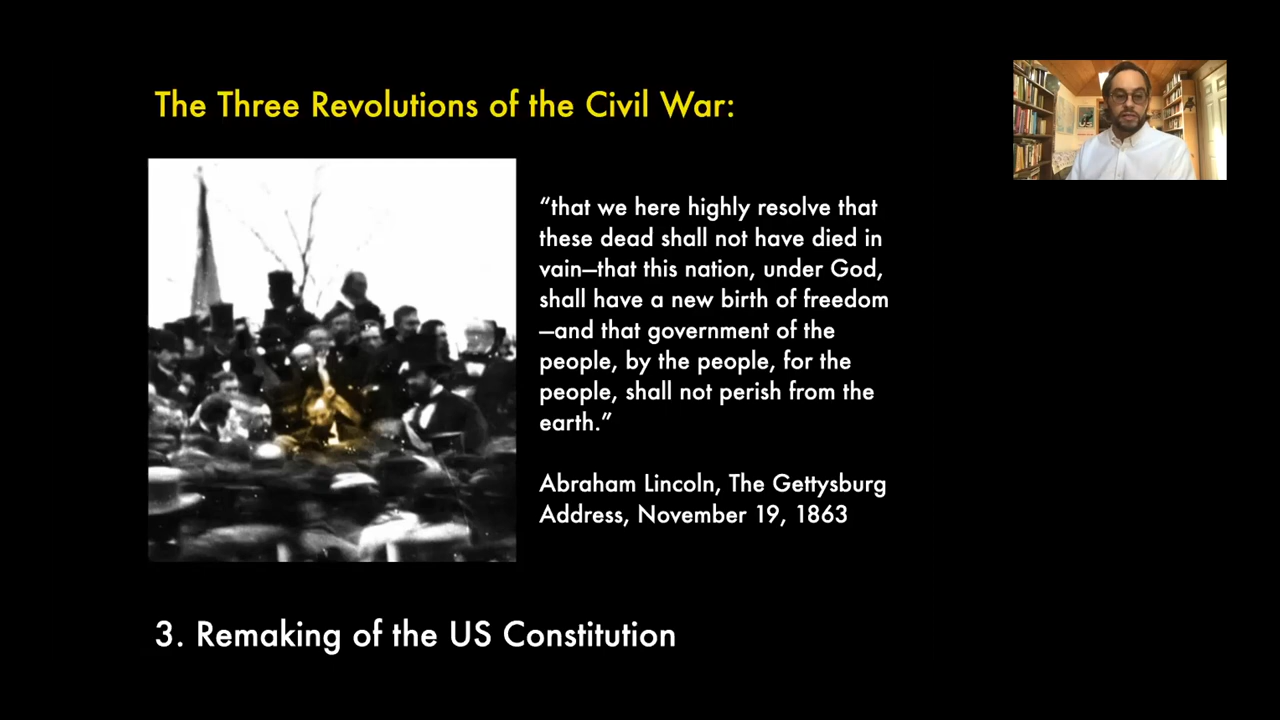 The Three Revolutions of the Civil War:
“that we here highly resolve that
these dead shall not have died in
vain—that this nation, under God,
shall have a new birth of freedom
—and that government of the
people, by the people, for the
people, shall not perish from the
earth.”
Abraham Lincoln, The Gettysburg
Address, November 19, 1863
3. Remaking of the US Constitution